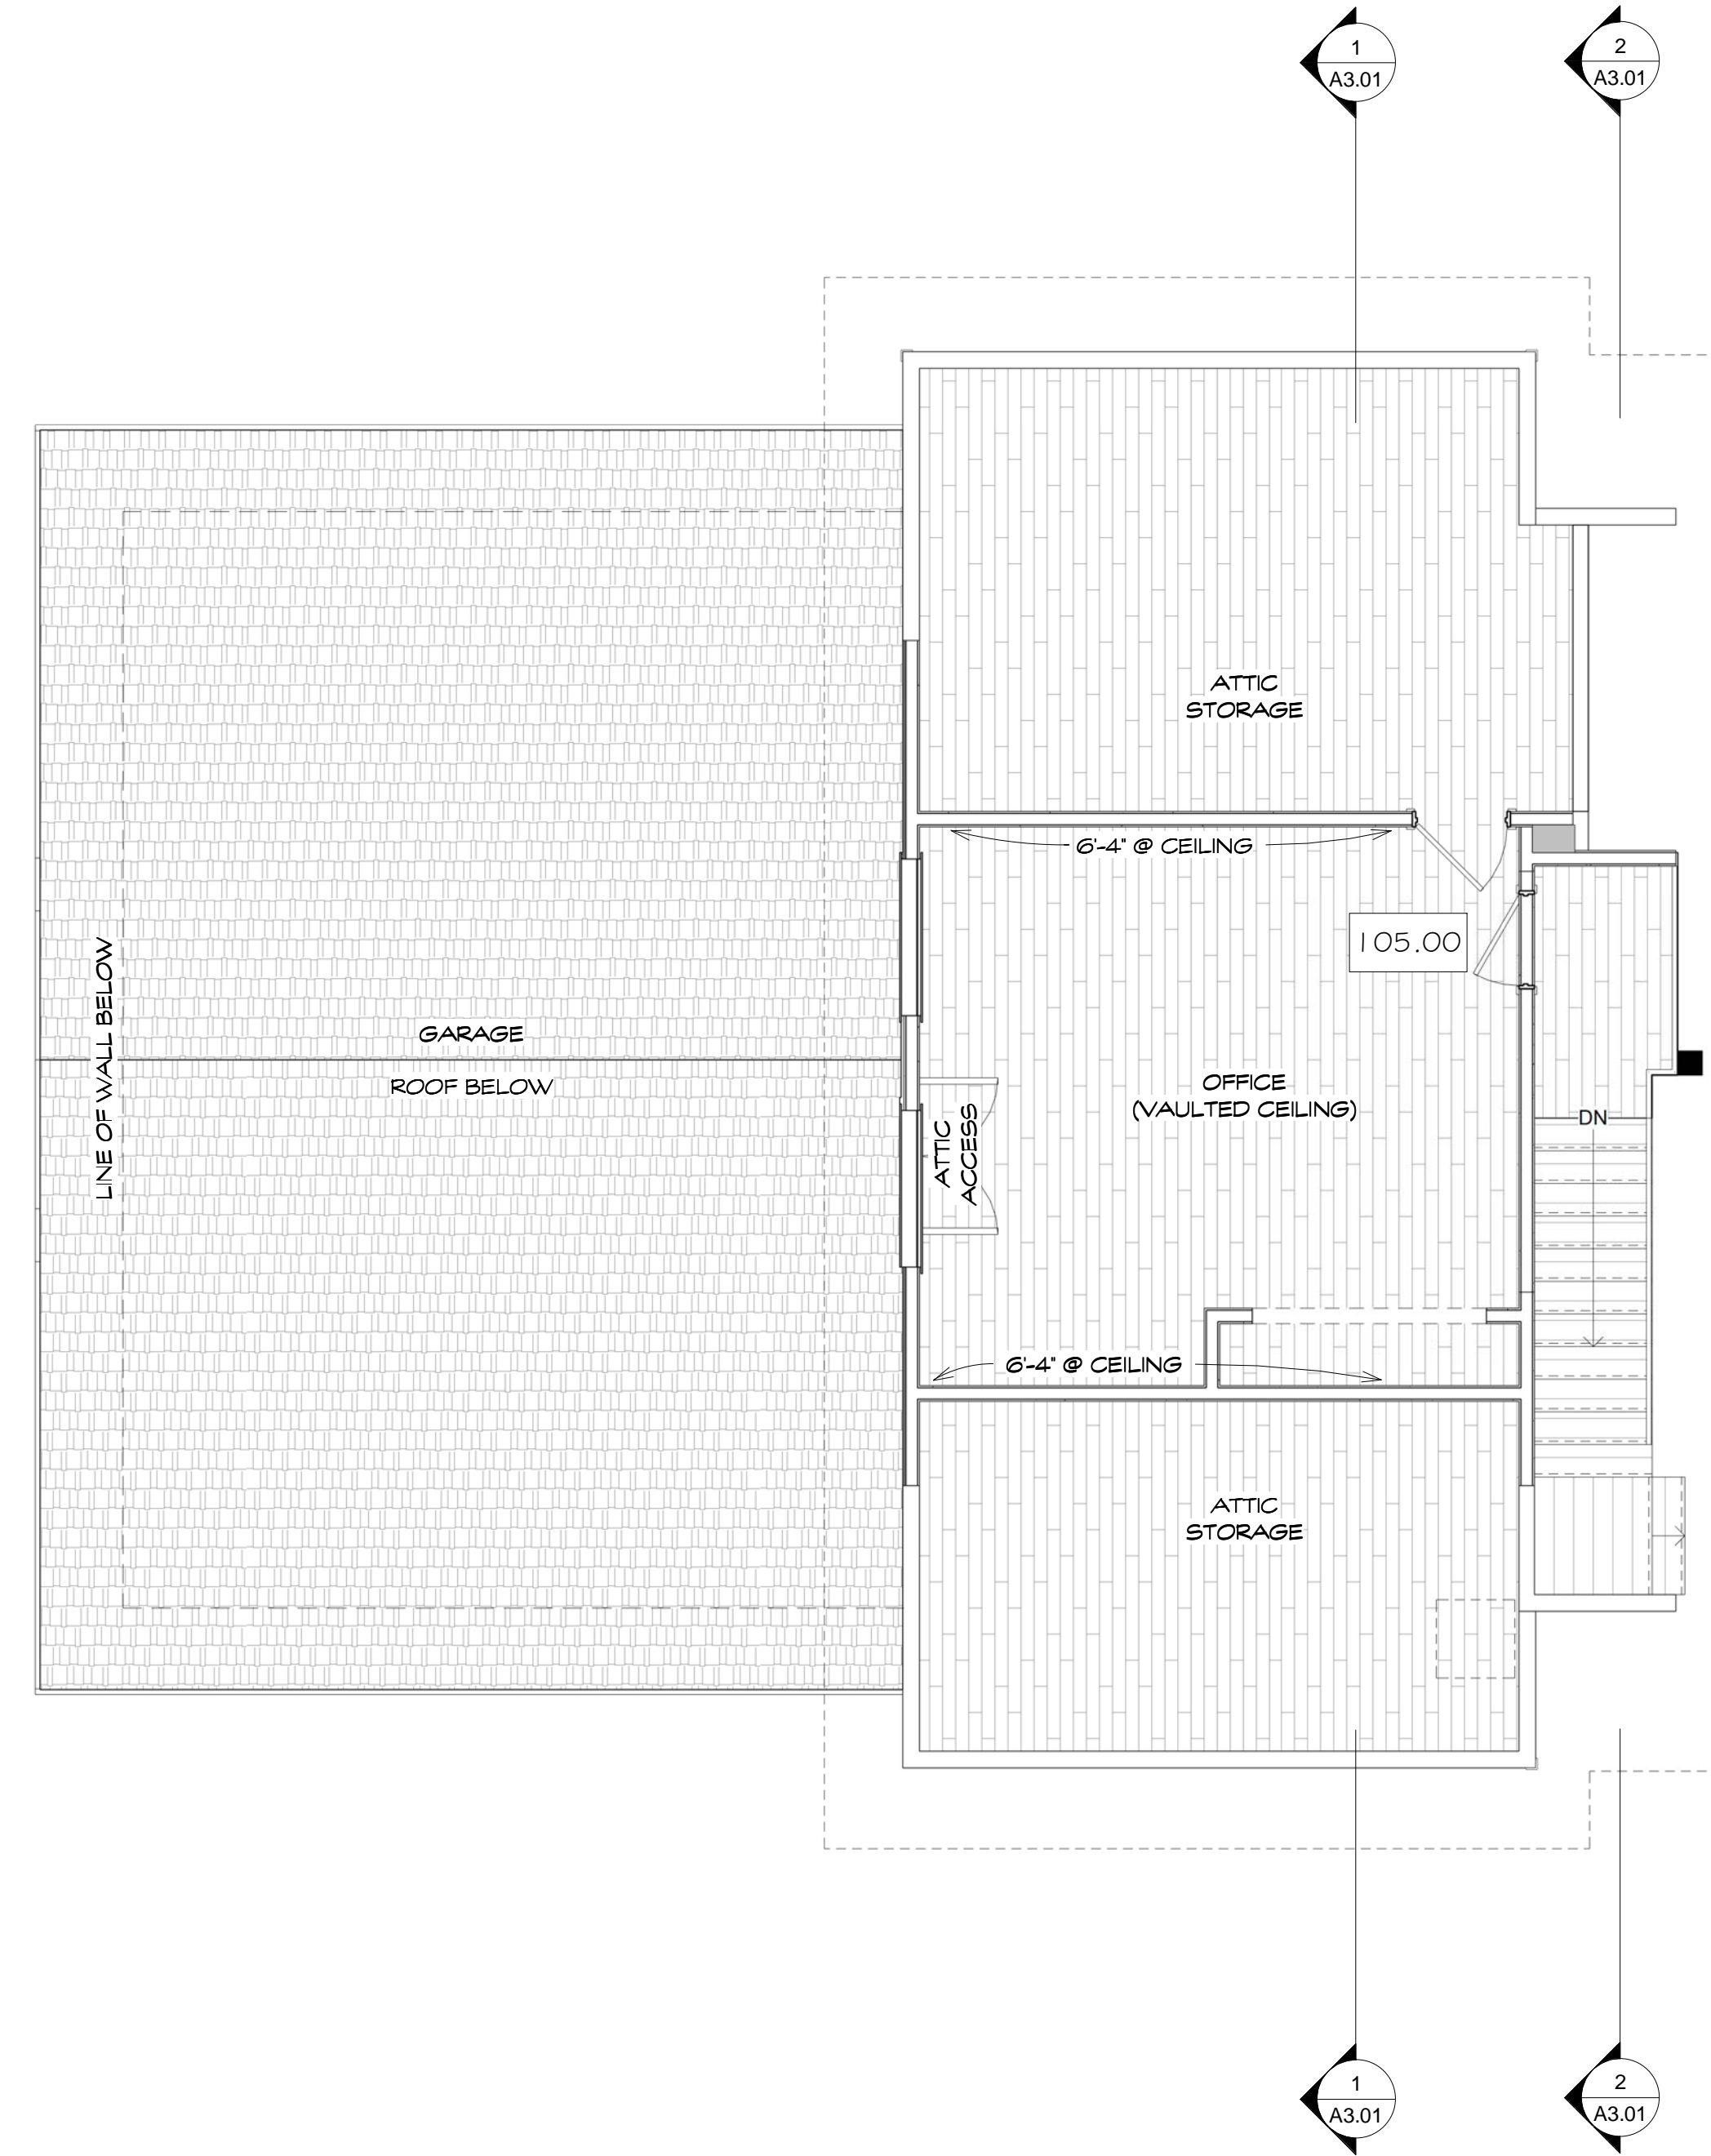 1
A3.01
2
A3.01
ATTIC
STORAGE
6'-4" @ CEILING
105.00
LINE OF WALL BELOW
GARAGE
ROOF BELOW
OFFICE
(VAULTED CEILING)
ATTIC
ACCESS
DN
6'-4" @ CEILING
ATTIC
STORAGE
1
A3.01
2
A3.01